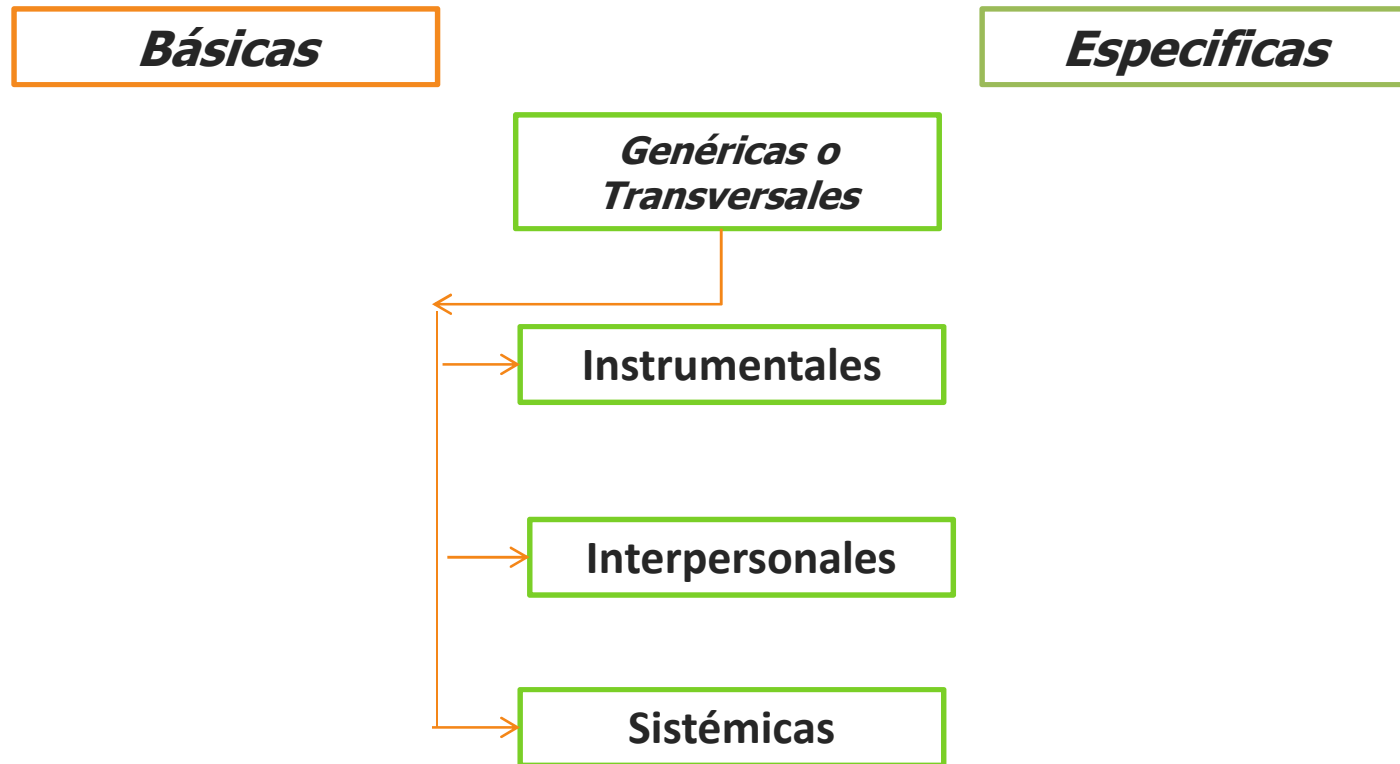 Básicas
Especificas
Genéricas o
Transversales
Instrumentales
Interpersonales
Sistémicas